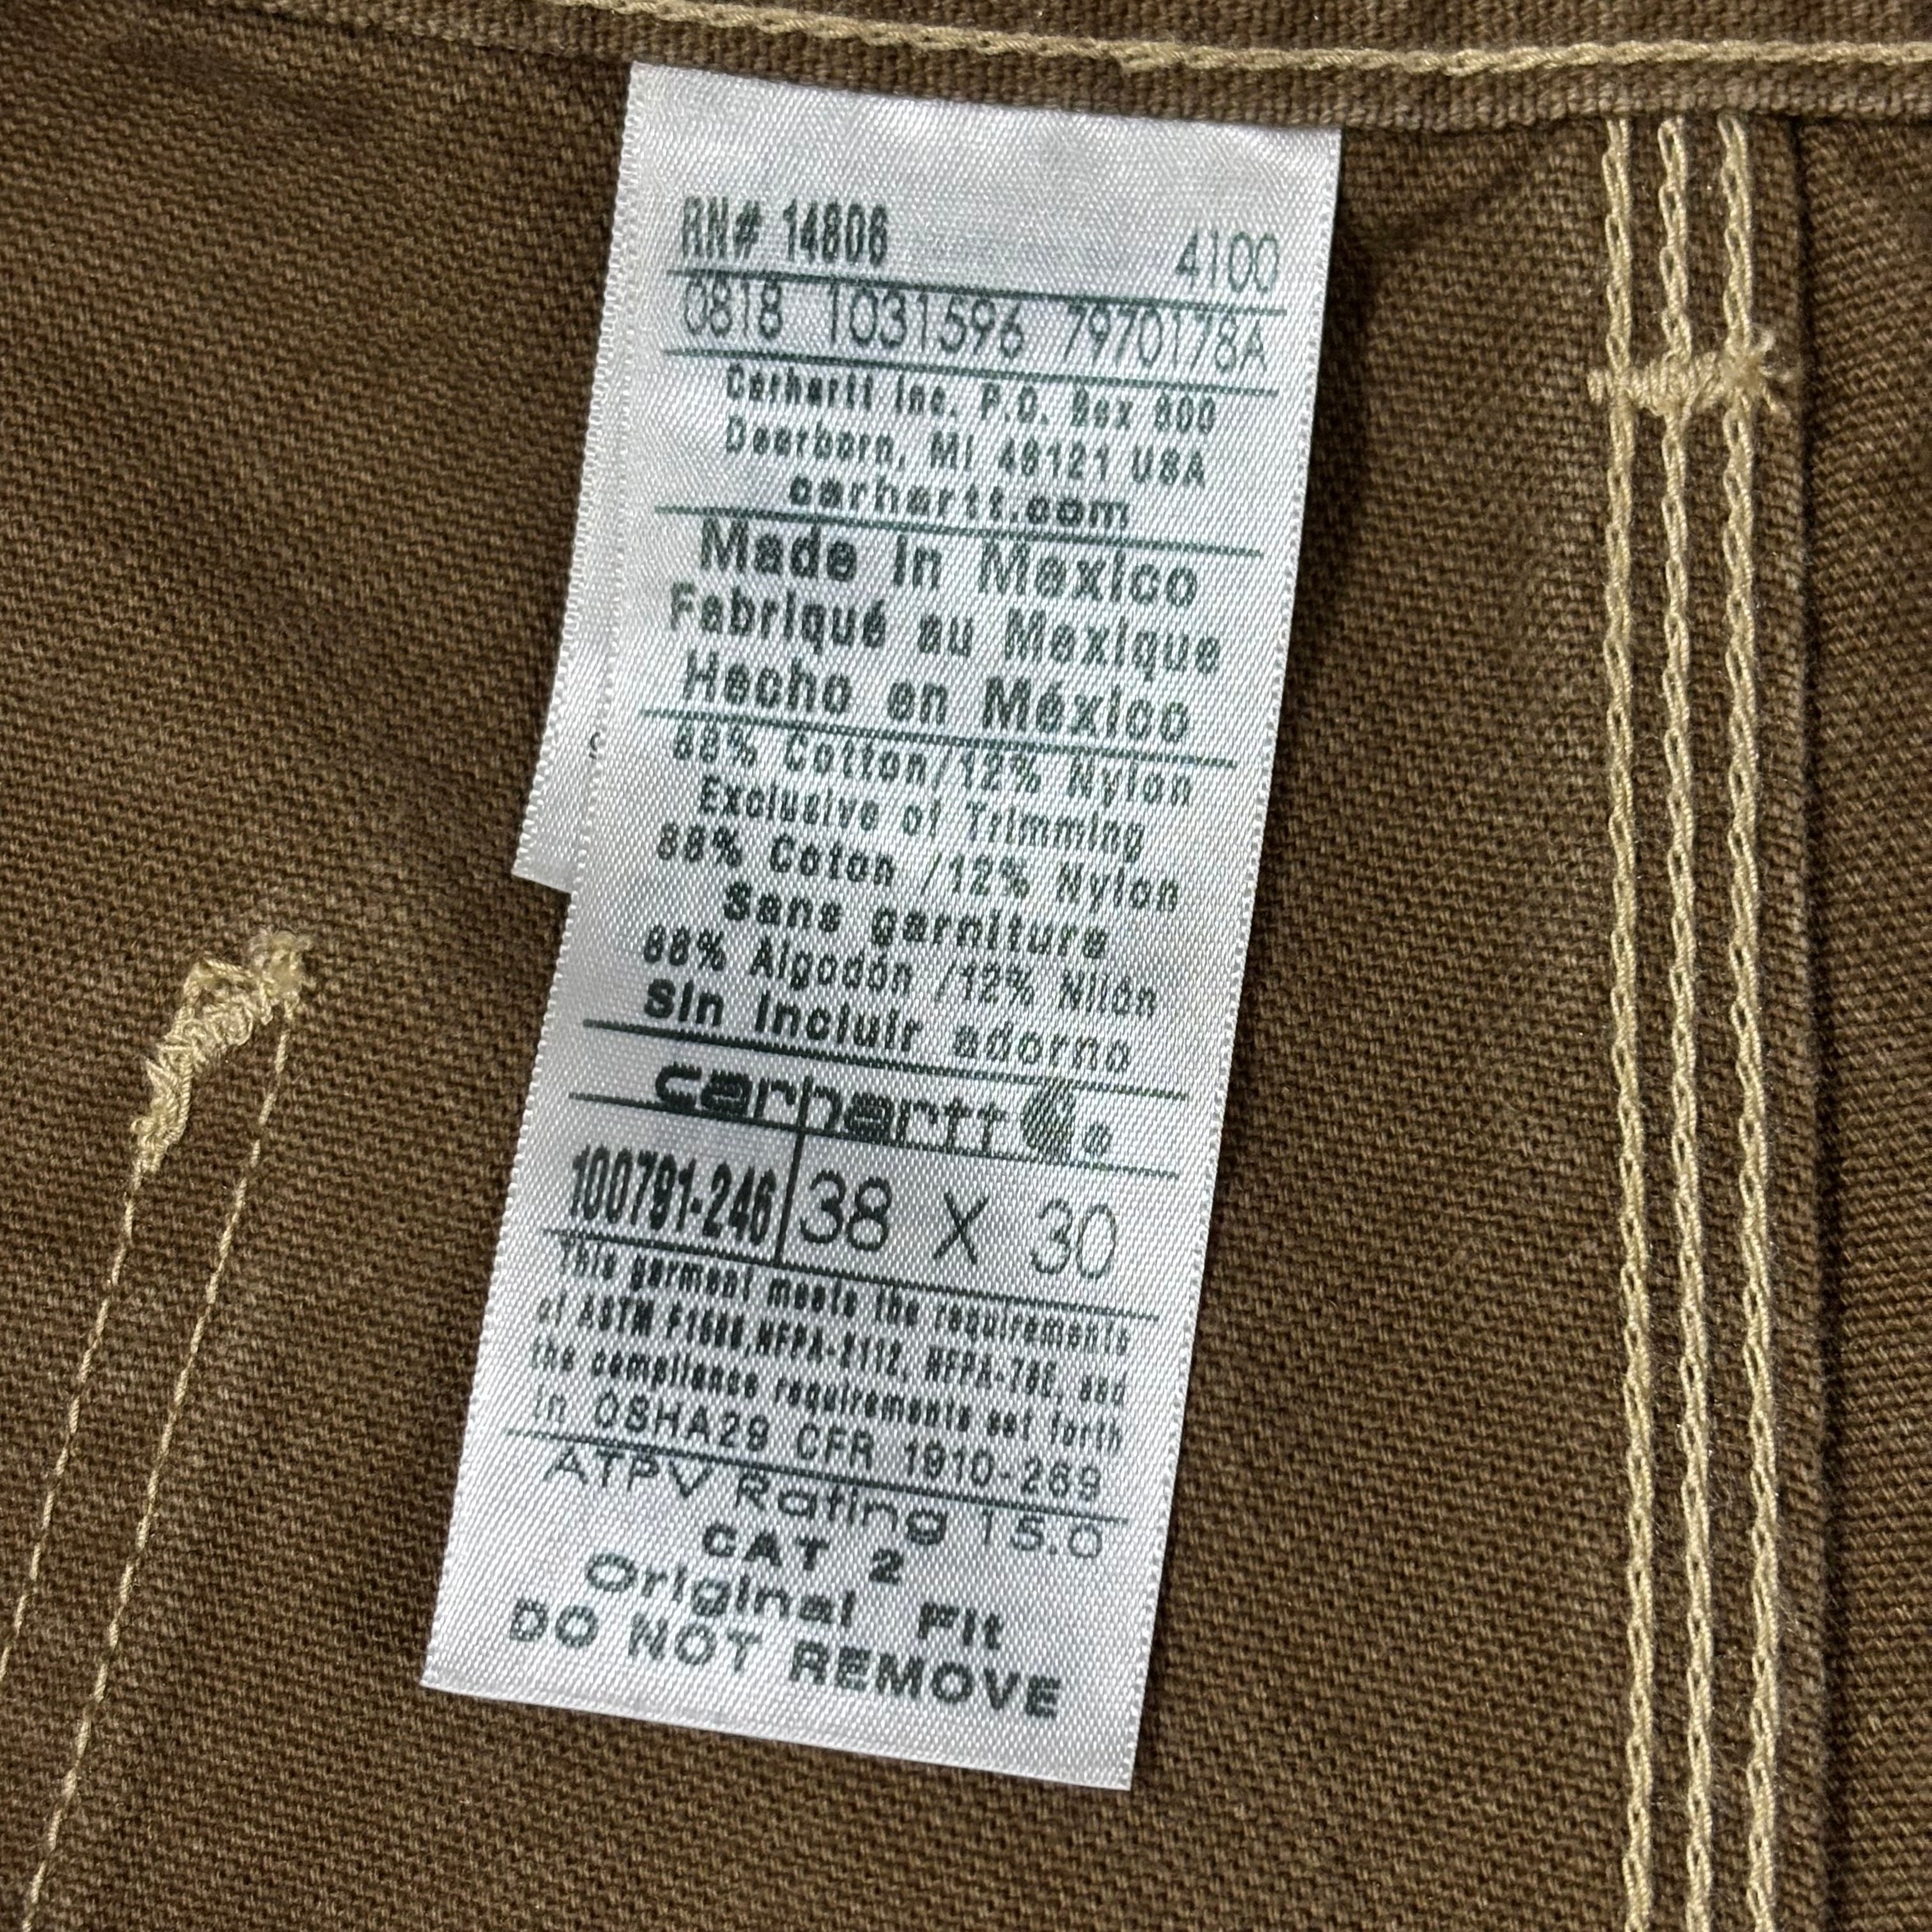 RN# 14806 4100
0818 1031596 7970178A
Carhartt Inc. P.O. Box 600
Dearborn, MI 48121 USA
carhartt.com
Made in Mexico
Fabriqué au Mexique
Hecho en México
88% Cotton/12% Nylon
Exclusive of Trimming
88% Coton /12% Nylon
Sans garniture
88% Algodón /12% Nilón
Sin incluir adorno
carhartt ®
100791-246 38 X 30
This garment meets the requirements
of ASTM F1506,NFPA-2112, NFPA-70E, and
the compliance requirements set forth
in OSHA29 CFR 1910-269
ATPV Rating 15.0
CAT 2
Original Fit
DO NOT REMOVE